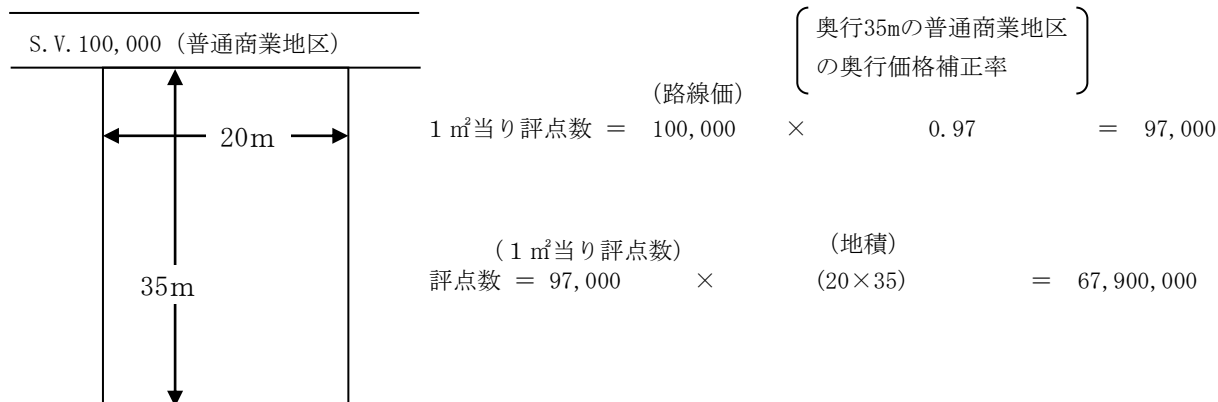 S.V.100,000（普通商業地区）
20m
35m
奥行35mの普通商業地区
の奥行価格補正率
（路線価）
１㎡当り評点数 ＝ 100,000 × 0.97 ＝ 97,000
（１㎡当り評点数） （地積）
評点数 ＝ 97,000 × (20×35) ＝ 67,900,000